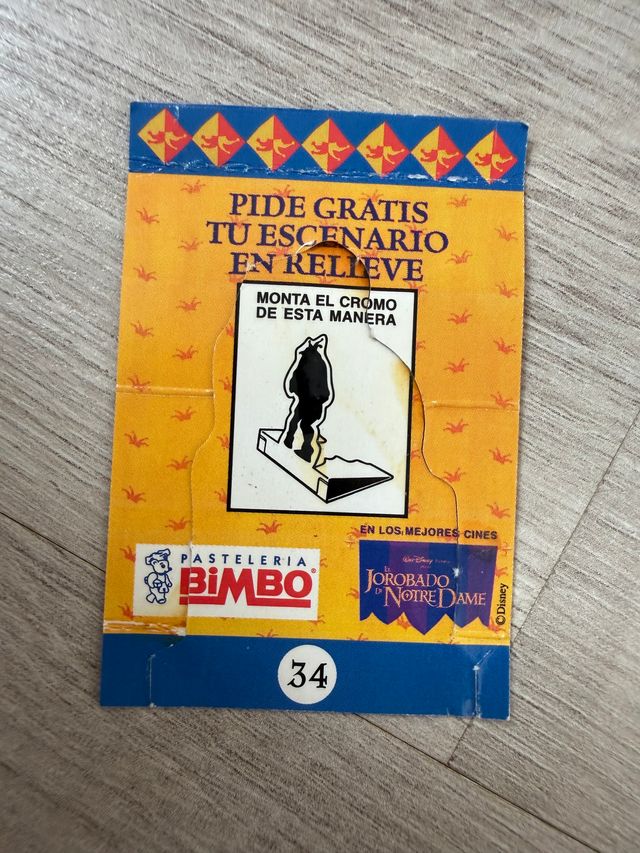 PIDE GRATIS
TU ESCENARIO
EN RELIEVE
MONTA EL CROMO
DE ESTA MANERA
EN LOS MEJORES CINES
PASTELERIA
BIMBO®
WALT DISNEY
EL
JOROBADO
DE NOTRE DAME
©Disney
34